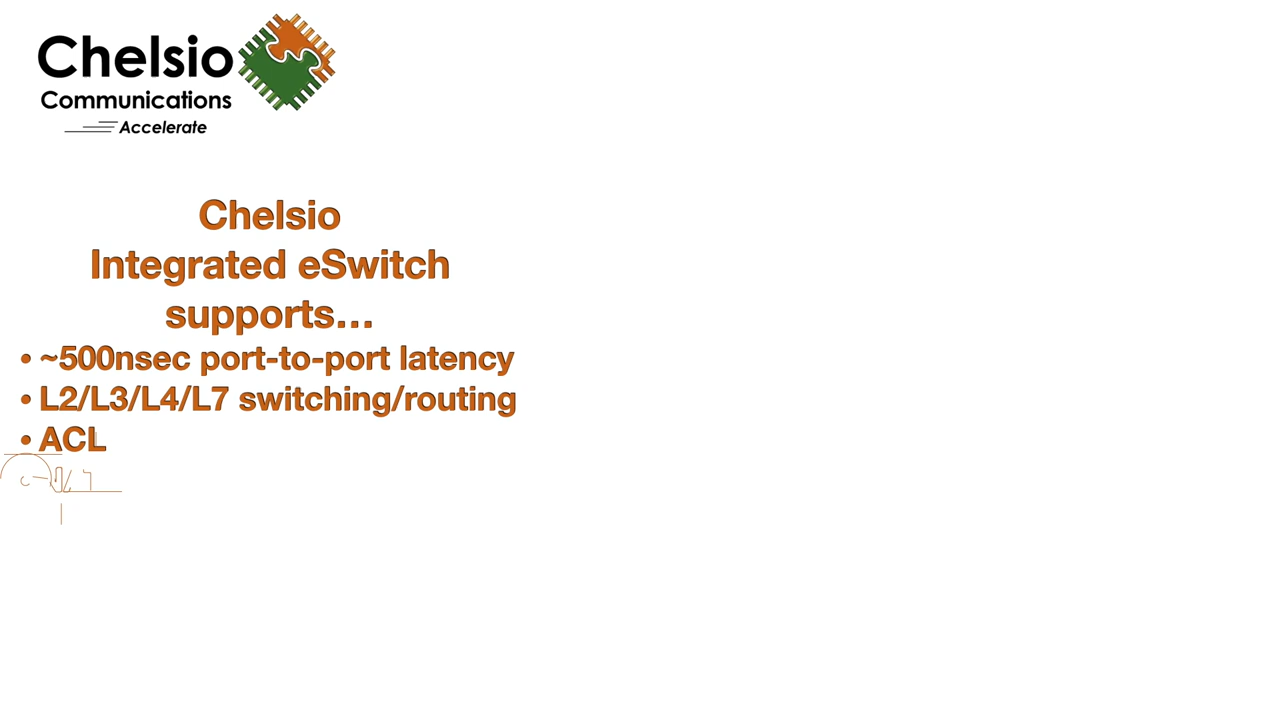 Chelsio
Communications
Accelerate
Chelsio
Integrated eSwitch
supports...
• ~500nsec port-to-port latency
• L2/L3/L4/L7 switching/routing
• ACL